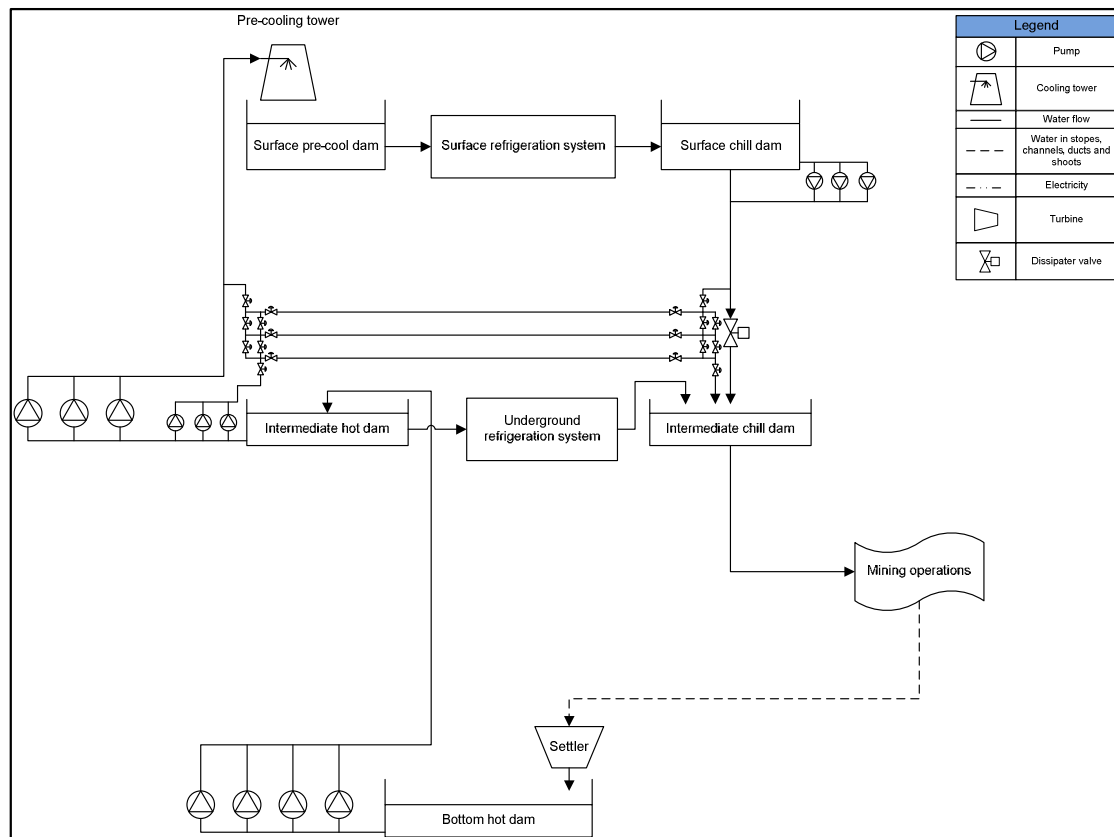 Pre-cooling tower
Legend
Pump
Cooling tower
Water flow
Water in stopes,
channels, ducts and
shoots
Electricity
Turbine
Dissipater valve
Surface pre-cool dam
Surface refrigeration system
Surface chill dam
Intermediate hot dam
Underground
refrigeration system
Intermediate chill dam
Mining operations
Settler
Bottom hot dam